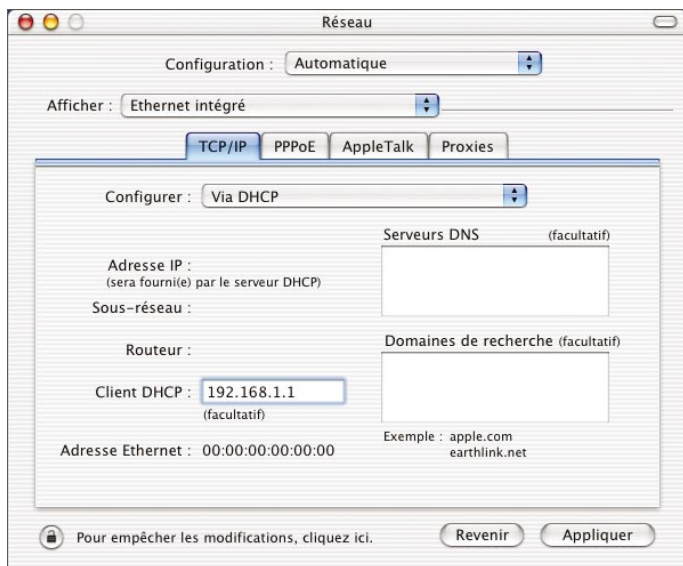 Réseau
Configuration : Automatique
Afficher : Ethernet intégré
TCP/IP PPPoE AppleTalk Proxies
Configurer : Via DHCP
Serveurs DNS (facultatif)
Adresse IP :
(sera fourni(e) par le serveur DHCP)
Sous-réseau :
Domaines de recherche (facultatif)
Routeur :
Client DHCP : 192.168.1.1
(facultatif)
Exemple : apple.com
earthlink.net
Adresse Ethernet : 00:00:00:00:00:00
Pour empêcher les modifications, cliquez ici.
Revenir Appliquer